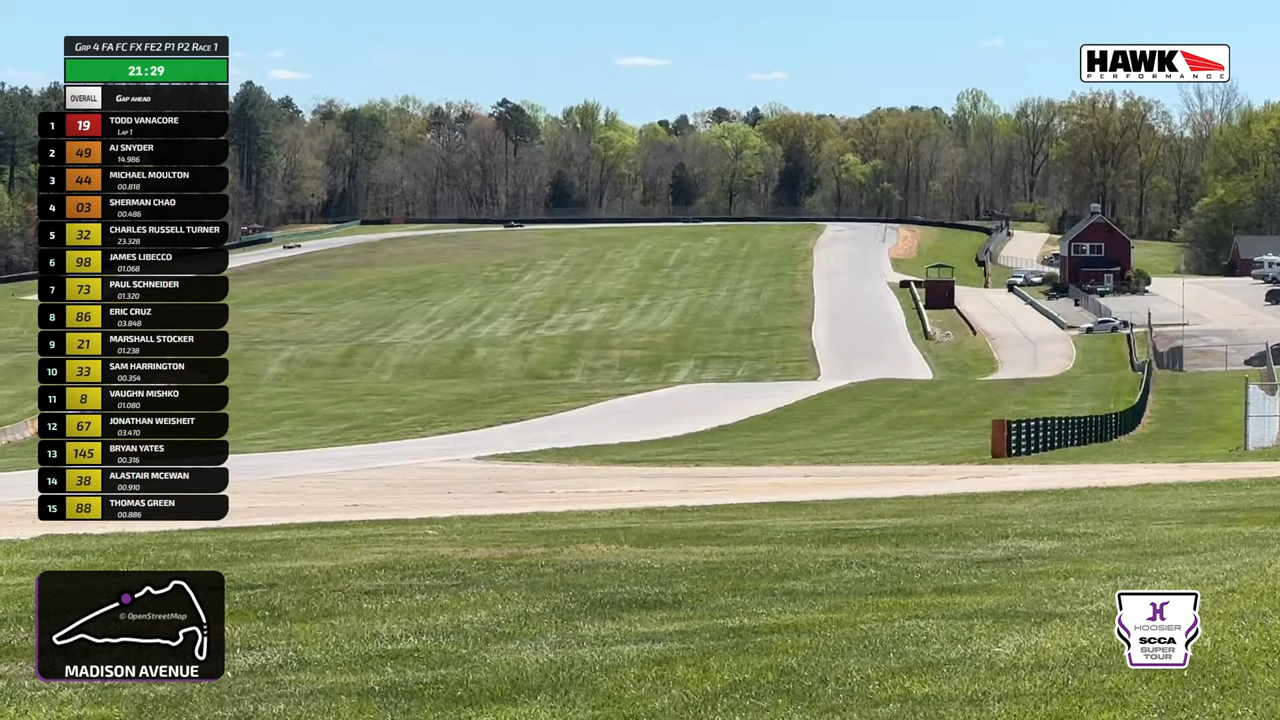 Grp 4 FA FC FX FE2 P1 P2 Race 1
21:29
OVERALL Gap ahead
1 19 TODD VANACORE
Lap 1
2 49 AJ SNYDER
14.986
3 44 MICHAEL MOULTON
00.818
4 03 SHERMAN CHAO
00.486
5 32 CHARLES RUSSELL TURNER
23.328
6 98 JAMES LIBECCO
01.068
7 73 PAUL SCHNEIDER
01.320
8 86 ERIC CRUZ
03.848
9 21 MARSHALL STOCKER
01.238
10 33 SAM HARRINGTON
00.354
11 8 VAUGHN MISHKO
01.080
12 67 JONATHAN WEISHEIT
03.470
13 145 BRYAN YATES
00.316
14 38 ALASTAIR MCEWAN
00.910
15 88 THOMAS GREEN
00.886
© OpenStreetMap
MADISON AVENUE
HAWK
PERFORMANCE
H
HOOSIER
SCCA
SUPER
TOUR